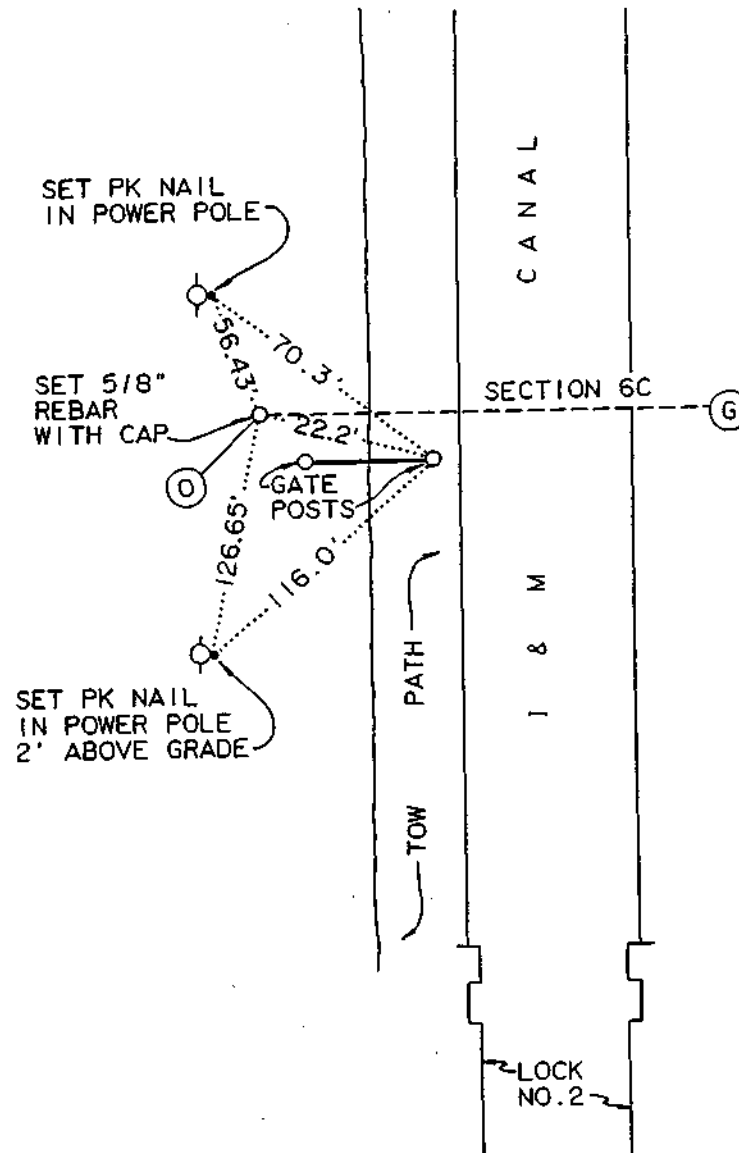 CANAL
SET PK NAIL
IN POWER POLE
56.43'
70.3'
SET 5/8"
REBAR
WITH CAP
SECTION 6C
G
22.2'
O
GATE
POSTS
126.65'
116.0'
I & M
TOW PATH
SET PK NAIL
IN POWER POLE
2' ABOVE GRADE
LOCK
NO.2